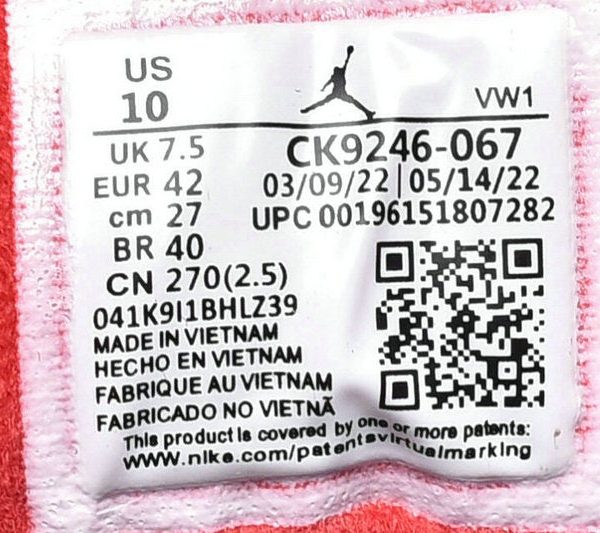 US
10
VW1
UK 7.5
CK9246-067
EUR 42
03/09/22|05/14/22
cm 27
UPC 00196151807282
BR 40
CN 270(2.5)
041K9I1BHLZ39
MADE IN VIETNAM
HECHO EN VIETNAM
FABRIQUE AU VIETNAM
FABRICADO NO VIETNÃ
This product is covered by one or more patents:
www.nike.com/patentsvirtualmarking